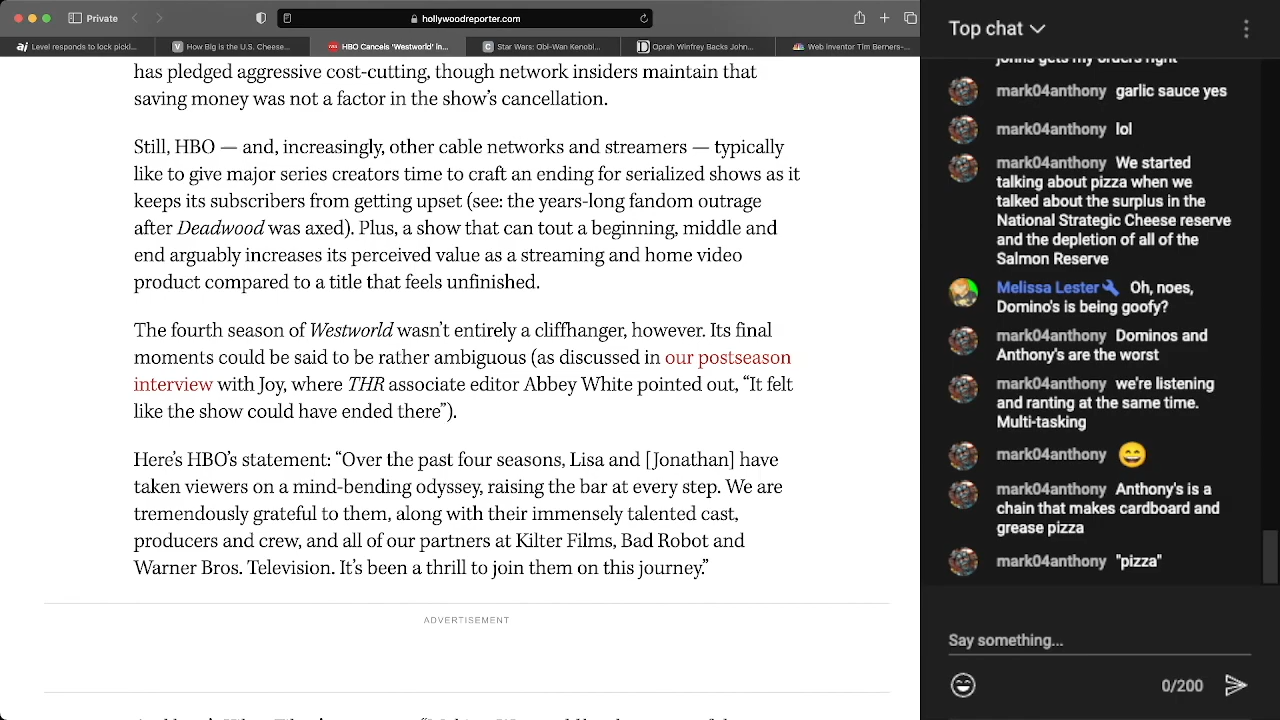 Private
hollywoodreporter.com
Level responds to lock pickl...
How Big Is the U.S. Cheese...
HBO Cancels 'Westworld' in...
Star Wars: Obi-Wan Kenobi...
Oprah Winfrey Backs John...
Web inventor Tim Berners-...
has pledged aggressive cost-cutting, though network insiders maintain that
saving money was not a factor in the show’s cancellation.
Still, HBO — and, increasingly, other cable networks and streamers — typically
like to give major series creators time to craft an ending for serialized shows as it
keeps its subscribers from getting upset (see: the years-long fandom outrage
after Deadwood was axed). Plus, a show that can tout a beginning, middle and
end arguably increases its perceived value as a streaming and home video
product compared to a title that feels unfinished.
The fourth season of Westworld wasn’t entirely a cliffhanger, however. Its final
moments could be said to be rather ambiguous (as discussed in our postseason
interview with Joy, where THR associate editor Abbey White pointed out, “It felt
like the show could have ended there”).
Here’s HBO’s statement: “Over the past four seasons, Lisa and [Jonathan] have
taken viewers on a mind-bending odyssey, raising the bar at every step. We are
tremendously grateful to them, along with their immensely talented cast,
producers and crew, and all of our partners at Kilter Films, Bad Robot and
Warner Bros. Television. It’s been a thrill to join them on this journey.”
ADVERTISEMENT
Top chat
johns gets my orders right
mark04anthony garlic sauce yes
mark04anthony lol
mark04anthony We started
talking about pizza when we
talked about the surplus in the
National Strategic Cheese reserve
and the depletion of all of the
Salmon Reserve
Melissa Lester Oh, noes,
Domino's is being goofy?
mark04anthony Dominos and
Anthony's are the worst
mark04anthony we're listening
and ranting at the same time.
Multi-tasking
mark04anthony 😄
mark04anthony Anthony's is a
chain that makes cardboard and
grease pizza
mark04anthony "pizza"
Say something...
0/200